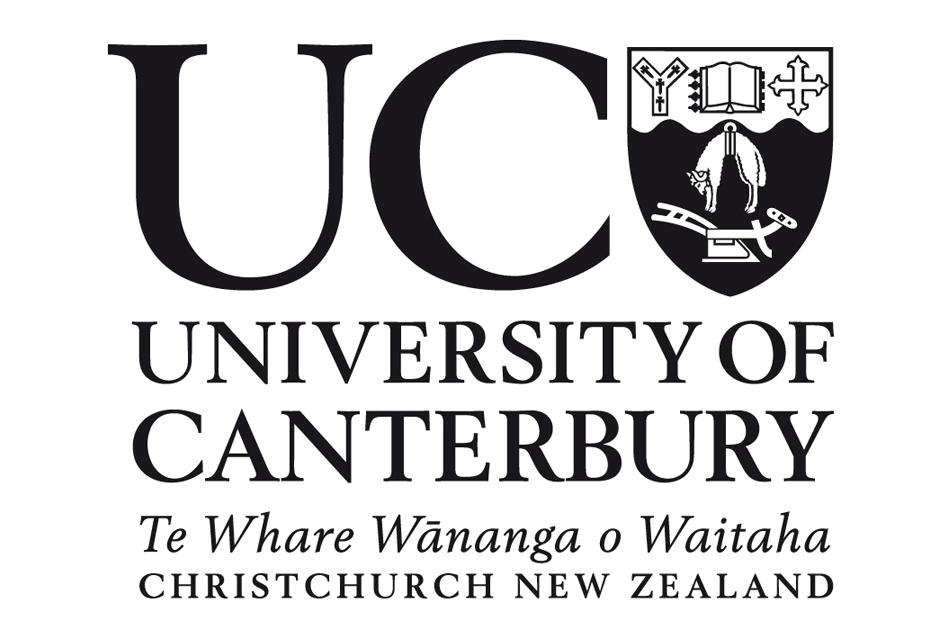 UC
UNIVERSITY OF
CANTERBURY
Te Whare Wānanga o Waitaha
CHRISTCHURCH NEW ZEALAND